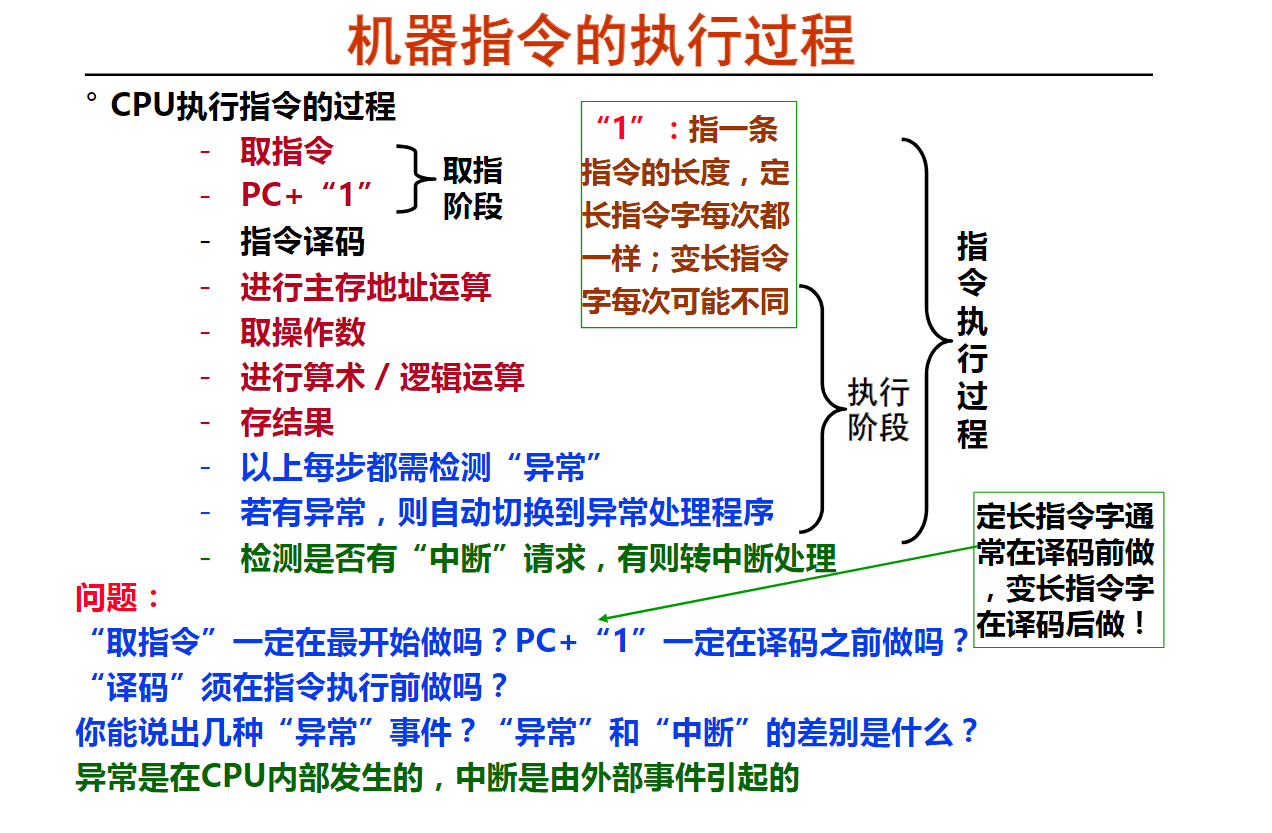 机器指令的执行过程
° CPU执行指令的过程
- 取指令
- PC+“1”
取指
阶段
- 指令译码
- 进行主存地址运算
- 取操作数
- 进行算术 / 逻辑运算
- 存结果
- 以上每步都需检测“异常”
- 若有异常，则自动切换到异常处理程序
- 检测是否有“中断”请求，有则转中断处理
“1”：指一条
指令的长度，定
长指令字每次都
一样；变长指令
字每次可能不同
执行
阶段
指
令
执
行
过
程
定长指令字通
常在译码前做
，变长指令字
在译码后做！
问题：
“取指令”一定在最开始做吗？PC+“1”一定在译码之前做吗？
“译码”须在指令执行前做吗？
你能说出几种“异常”事件？“异常”和“中断”的差别是什么？
异常是在CPU内部发生的，中断是由外部事件引起的